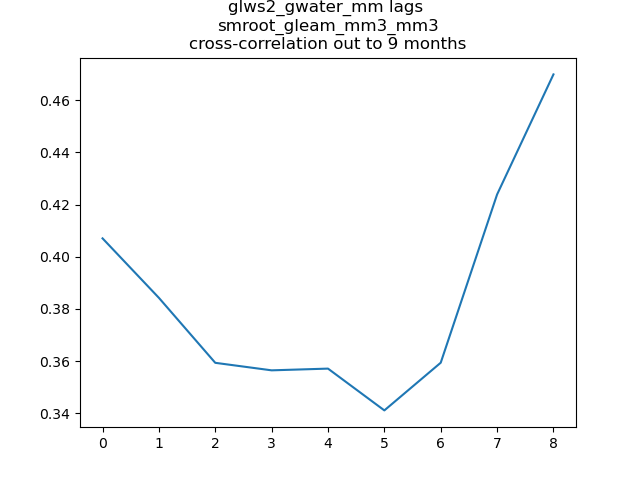 glws2_gwater_mm lags
smroot_gleam_mm3_mm3
cross-correlation out to 9 months
0.46
0.44
0.42
0.40
0.38
0.36
0.34
0 1 2 3 4 5 6 7 8